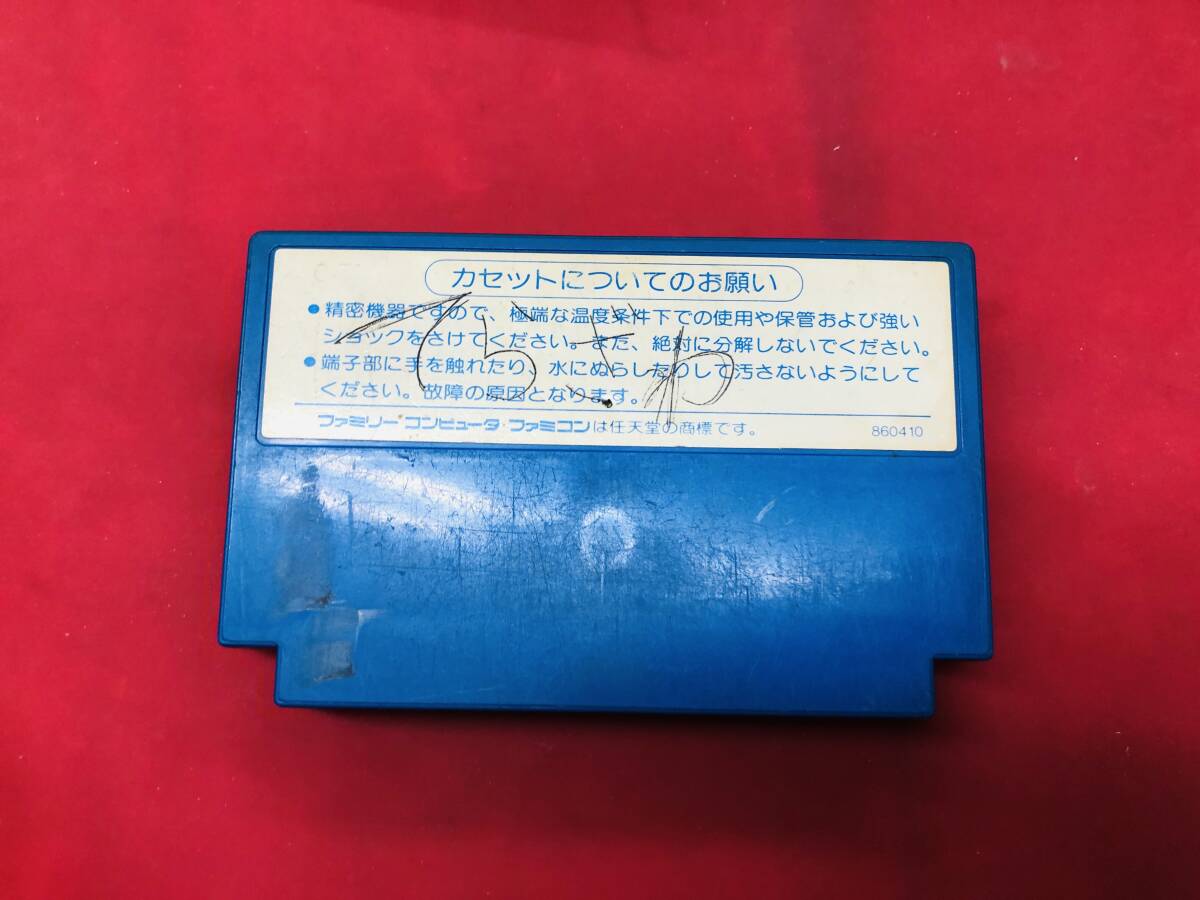 カセットについてのお願い
●精密機器ですので、極端な温度条件下での使用や保管および強い
ショックをさけてください。また、絶対に分解しないでください。
●端子部に手を触れたり、水にぬらしたりして汚さないようにして
ください。故障の原因となります。
てらざわ
ファミリーコンピュータ・ファミコンは任天堂の商標です。
860410